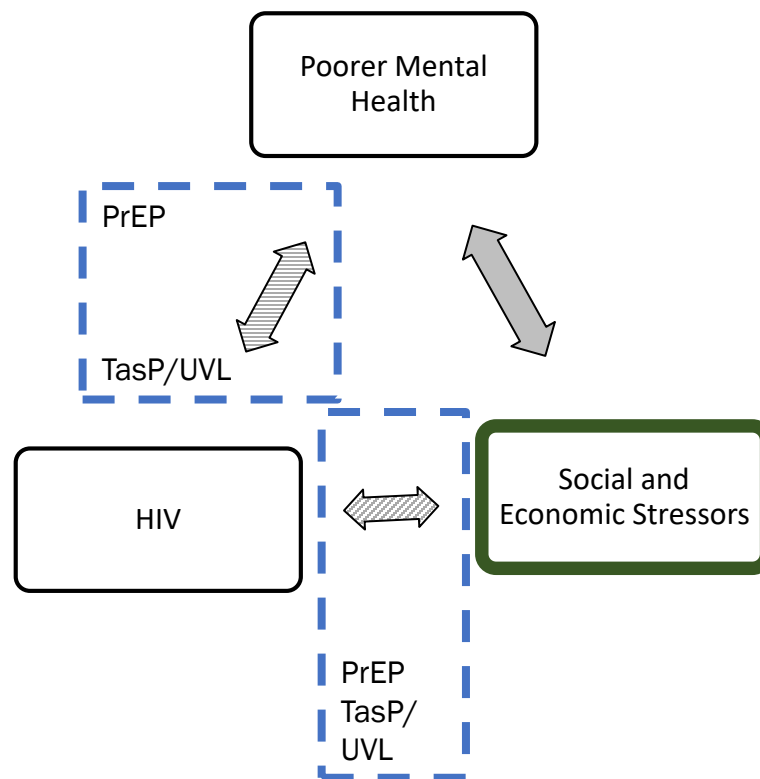 Poorer Mental
Health
PrEP
TasP/UVL
HIV
Social and
Economic Stressors
PrEP
TasP/
UVL